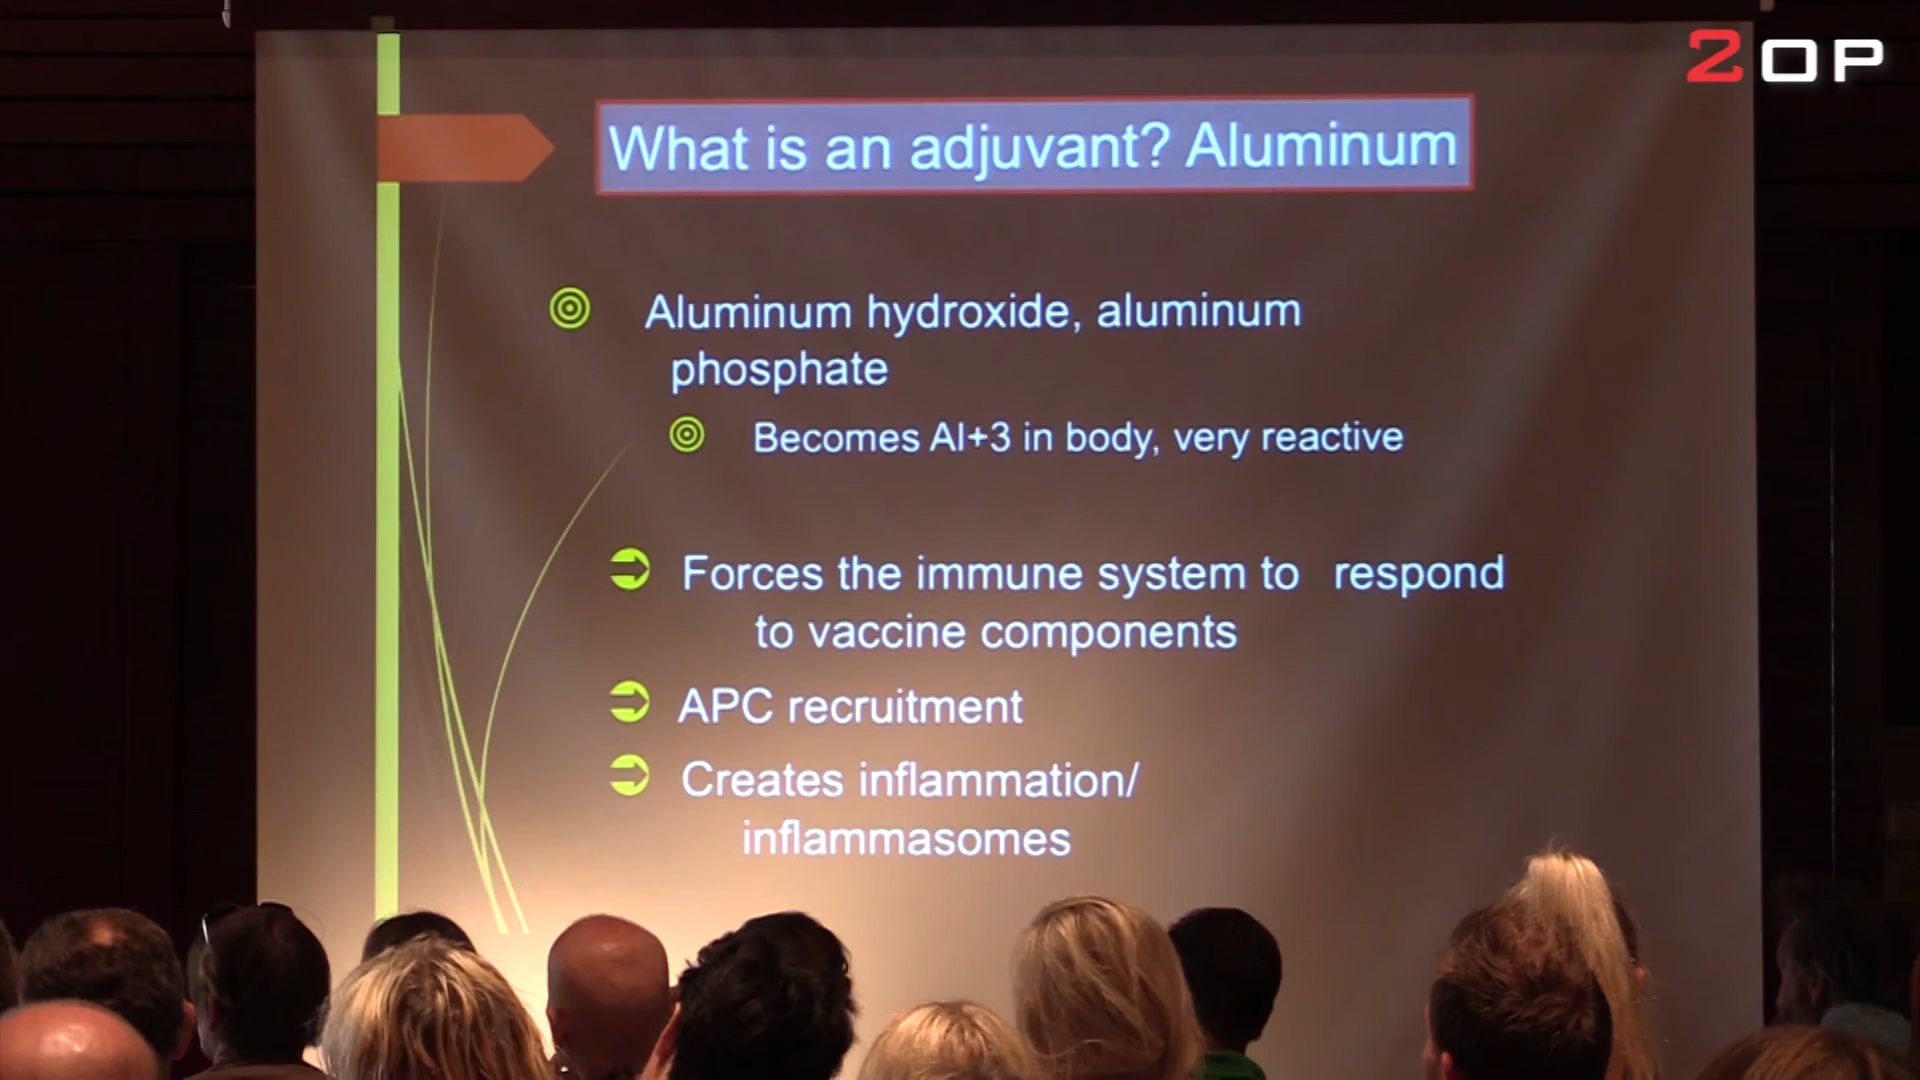 2OP
What is an adjuvant? Aluminum
Aluminum hydroxide, aluminum
phosphate
Becomes Al+3 in body, very reactive
Forces the immune system to respond
to vaccine components
APC recruitment
Creates inflammation/
inflammasomes